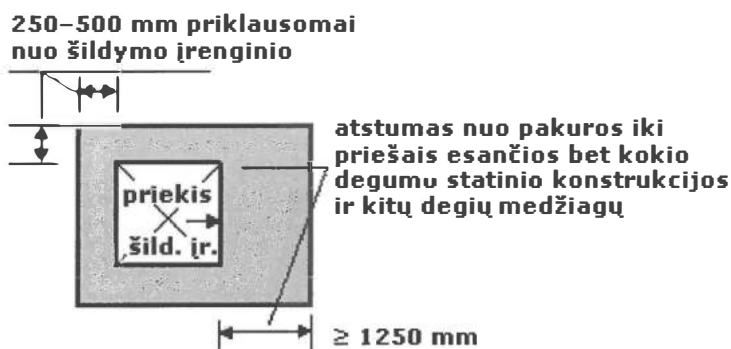 250–500 mm priklausomai
nuo šildymo įrenginio
atstumas nuo pakuros iki
priešais esančios bet kokio
degumo statinio konstrukcijos
ir kitų degių medžiagų
priekis
šild. įr.
≥ 1250 mm